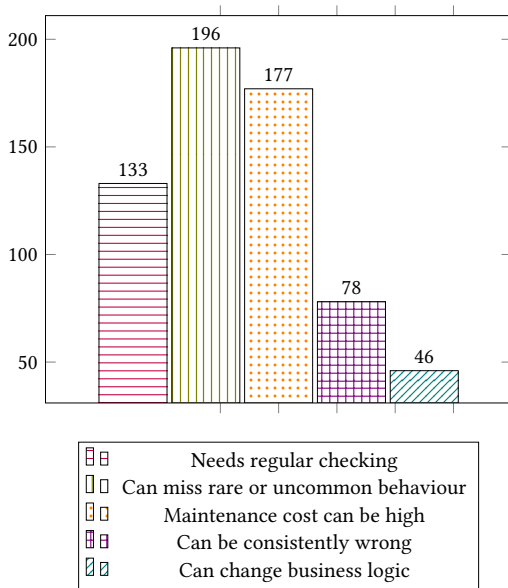 200
150
100
50
133
196
177
78
46
Needs regular checking
Can miss rare or uncommon behaviour
Maintenance cost can be high
Can be consistently wrong
Can change business logic